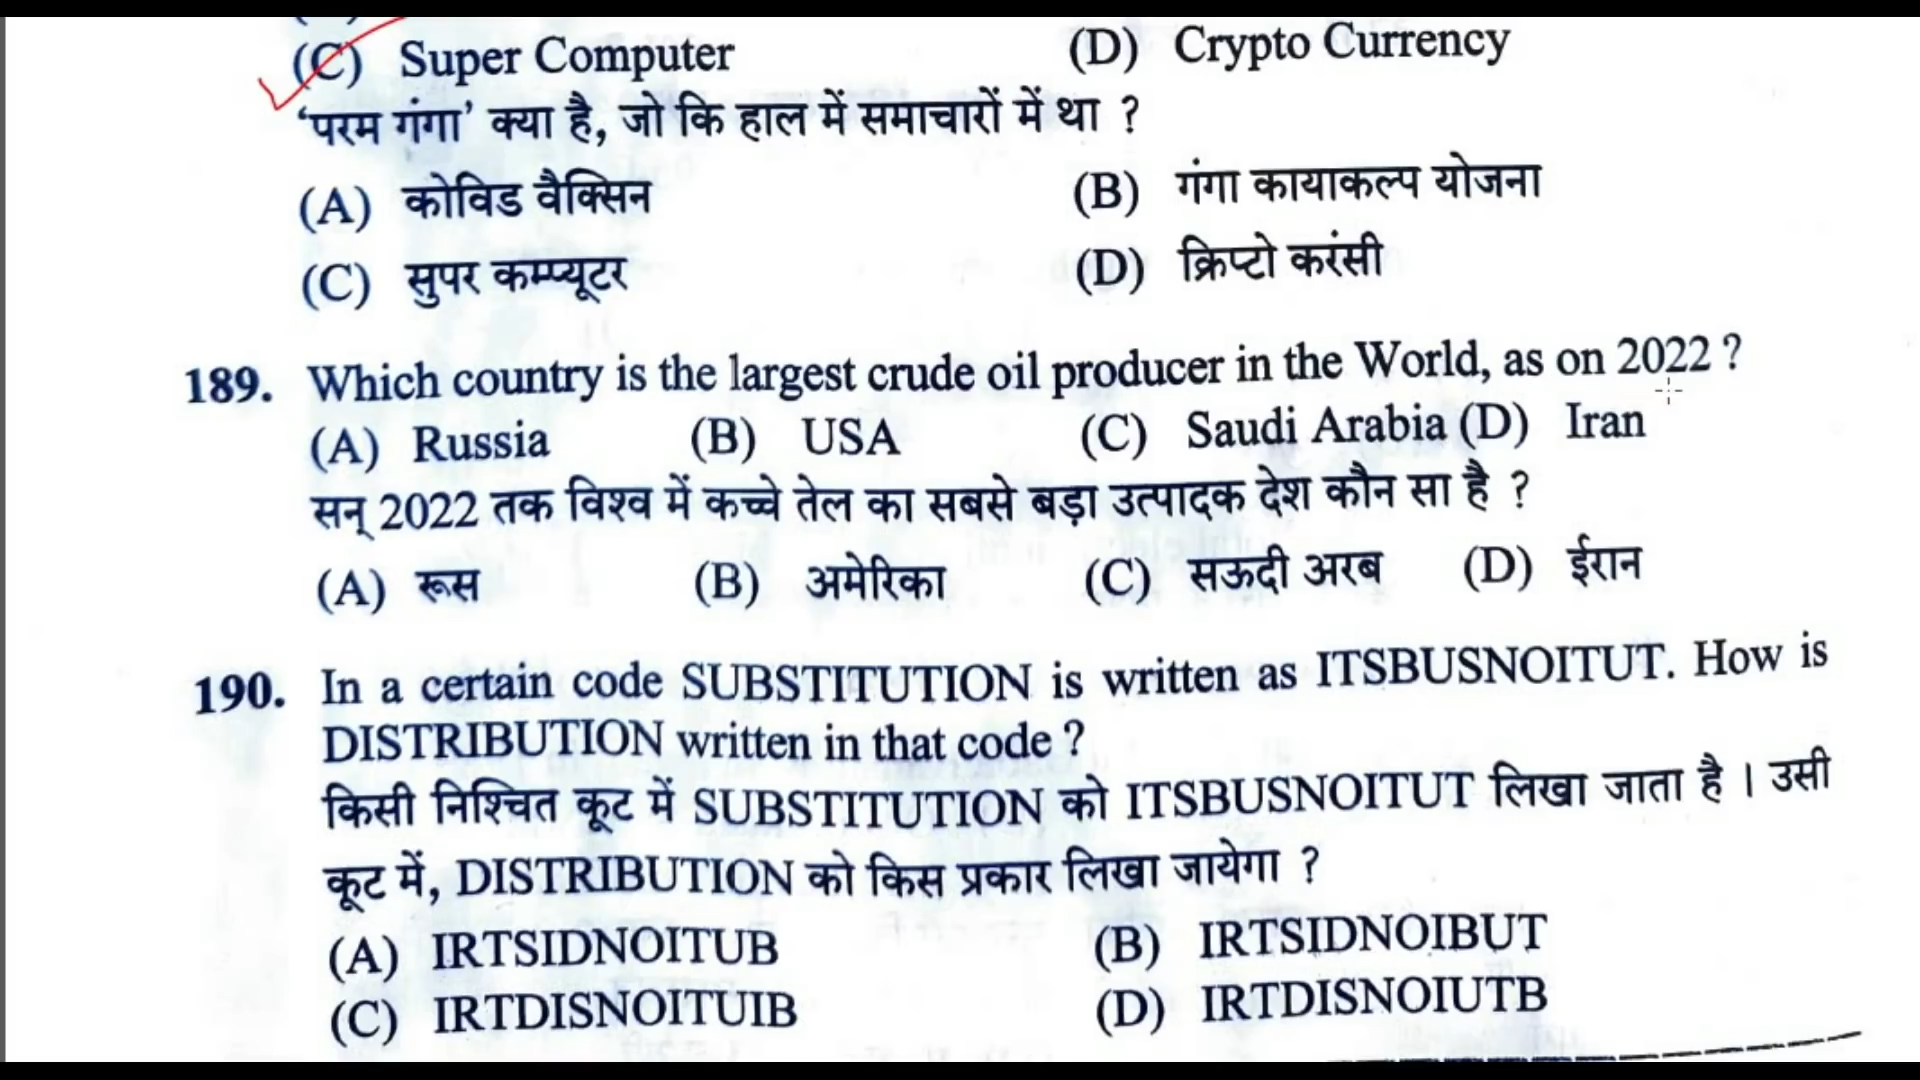 (C) Super Computer (D) Crypto Currency
‘परम गंगा’ क्या है, जो कि हाल में समाचारों में था ?
(A) कोविड वैक्सिन (B) गंगा कायाकल्प योजना
(C) सुपर कम्प्यूटर (D) क्रिप्टो करंसी
189. Which country is the largest crude oil producer in the World, as on 2022 ?
(A) Russia (B) USA (C) Saudi Arabia (D) Iran
सन् 2022 तक विश्व में कच्चे तेल का सबसे बड़ा उत्पादक देश कौन सा है ?
(A) रूस (B) अमेरिका (C) सऊदी अरब (D) ईरान
190. In a certain code SUBSTITUTION is written as ITSBUSNOITUT. How is
DISTRIBUTION written in that code ?
किसी निश्चित कूट में SUBSTITUTION को ITSBUSNOITUT लिखा जाता है । उसी
कूट में, DISTRIBUTION को किस प्रकार लिखा जायेगा ?
(A) IRTSIDNOITUB (B) IRTSIDNOIBUT
(C) IRTDISNOITUIB (D) IRTDISNOIUTB